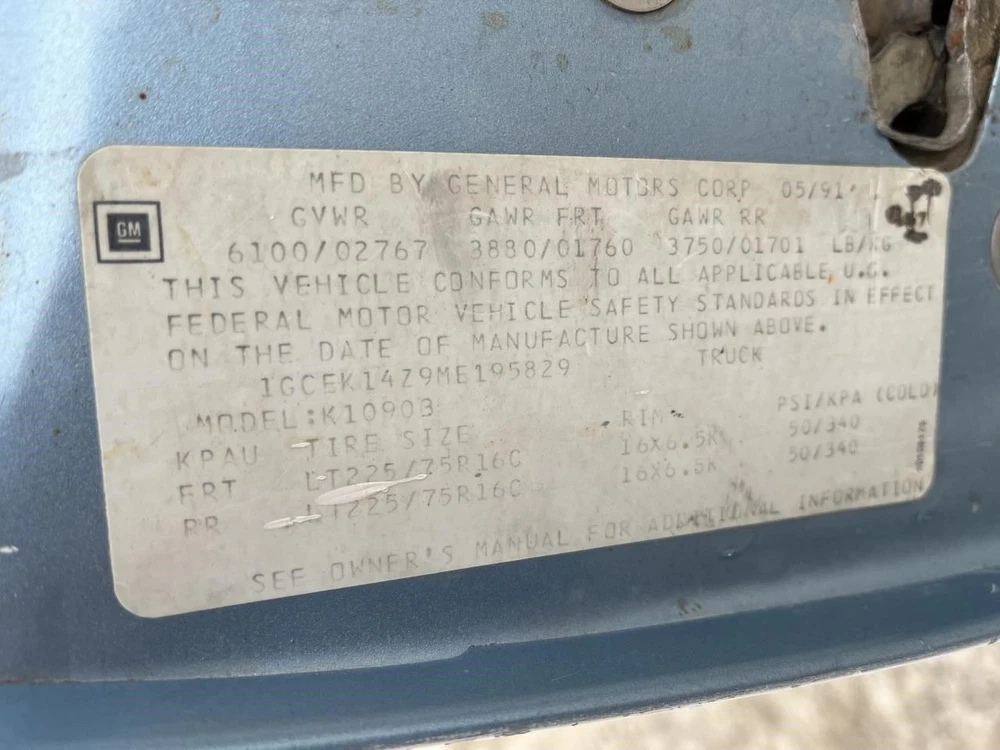 MFD BY GENERAL MOTORS CORP 05/91
GVWR GAWR FRT GAWR RR
GM
6100/02767 3880/01760 3750/01701 LB/KG
THIS VEHICLE CONFORMS TO ALL APPLICABLE U.S.
FEDERAL MOTOR VEHICLE SAFETY STANDARDS IN EFFECT
ON THE DATE OF MANUFACTURE SHOWN ABOVE.
1GCEK14Z9ME195829 TRUCK
MODEL:K10903
KPAU TIRE SIZE RIM PSI/KPA (COLD)
FRT LT225/75R16C 16X6.5K 50/340
RR LT225/75R16C 16X6.5K 50/340
SEE OWNER'S MANUAL FOR ADDITIONAL INFORMATION